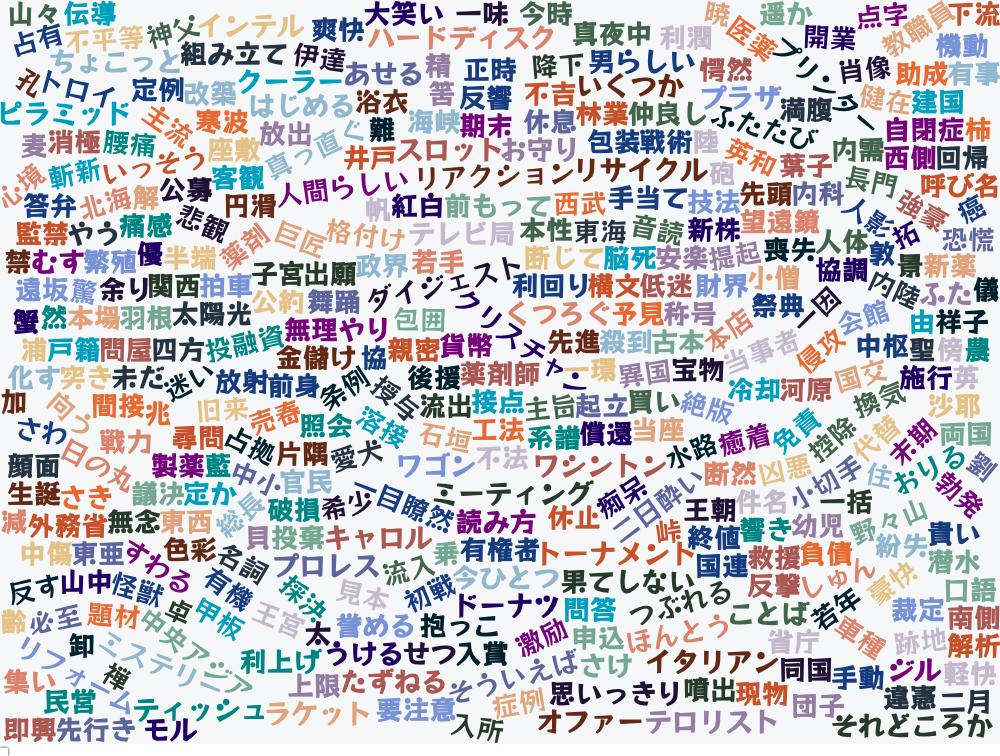 山々 伝導 大笑い 一味 今時 暁 遥か 点字 教職員 下流
占有 不平等 神父 インテル 爽快 ハードディスク 真夜中 利潤 医薬 開業 機動
ちょこっと 組み立て 伊達 あせる 精 正時 降下 男らしい 愕然 プリンター 肖像 助成 有事
孔 トロイ 定例 改築 クーラー 浴衣 答 反響 不吉 いくつか プラザ 満腹 健在 建国
ピラミッド 主流 寒波 はじめる 放出 真っ直ぐ 難 海峡 期末 休息 林業 仲良し ふたたび 自閉症 柿
麦 消極 腰痛 いっそう 座敷 井戸 スロット お守り 包装 戦術 陸 英和 葉子 内需 西側 回帰
心境 斬新 公募 客観 人間らしい リアクション リサイクル 砲 先頭 内科 長門 呼び名
答弁 北海 解 円滑 帆 紅白 前もって 西武 手当て 技法 人影 強豪 癌
監禁 やう 痛感 悲観 薬剤 巨匠 格付け テレビ局 本性 東海 音読 新株 望遠鏡 喪失 人体 敦 拓 恐慌
禁 むす 繁殖 優 半端 子宮 出願 政界 若手 ダイジェスト 断じて 脳死 安楽 提起 協調 景 新薬
遠坂 驚 余り 関西 拍車 公約 舞踊 クリスチャン 利回り 横文 低迷 財界 小僧 祭典 一因 内陸 ふた 儀
蟹 然 本場 羽根 太陽光 無理やり 包囲 くつろぐ 予見 称号 本店 会館 由 祥子
浦 戸籍 問屋 四方 投融資 金儲け 協 親密 貨幣 先進 殺到 古本 当事者 侵攻 中枢 聖 傍 農
化す 突き 未だ 迷い 放射 前身 条例 授与 後援 薬剤師 一環 異国 宝物 冷却 河原 国交 施行 英
加 向う 間接 兆 旧来 売春 照会 溶接 流出 接点 主旨 起立 買い 絶版 免責 控除 換気 沙耶
さわ 日の丸 戦力 尋問 占拠 片隅 愛犬 石垣 工法 系譜 償還 当座 水路 癒着 代替 末期 両国
顔面 製薬 藍 中小 官民 ワゴン 不法 ワシントン 断然 凶悪 小切手 住 おりる 劉
生誕 さき 議決 定か 総長 破損 希少 一目瞭然 ミーティング 痴呆 二日酔い 王朝 件名 一括 勃発
減 外務省 無念 東西 貝 投棄 キャロル 読み方 休止 峠 終値 響き 幼児 野々山 貴い
中傷 東亜 すわる 色彩 名詞 プロレス 流入 乗 有権者 トーナメント 国連 救援 負債 紛失 潜水
反す 山中 怪獣 有機 採決 見本 初戦 今ひとつ 果てしない 反撃 しゅん 豪快 口語
齢 必至 題材 卓 甲板 王宮 太 誉める 抱っこ ドーナツ 問答 つぶれる ことば 若年 裁定 南側
リフォーム 卸 ミステリー 中央 アジア 利上げ うける せつ 入賞 激励 申込 ほんとう 省庁 車種 跡地 解析
集い 禅 ニ 上限 たずねる そういえば さけ イタリアン 同国 手動 ジル 軽快
民営 ティッシュ ラケット 要注意 症例 思いっきり 噴出 現物 団子 違憲 二月
即興 先行き モル 入所 オファー テロリスト それどころか